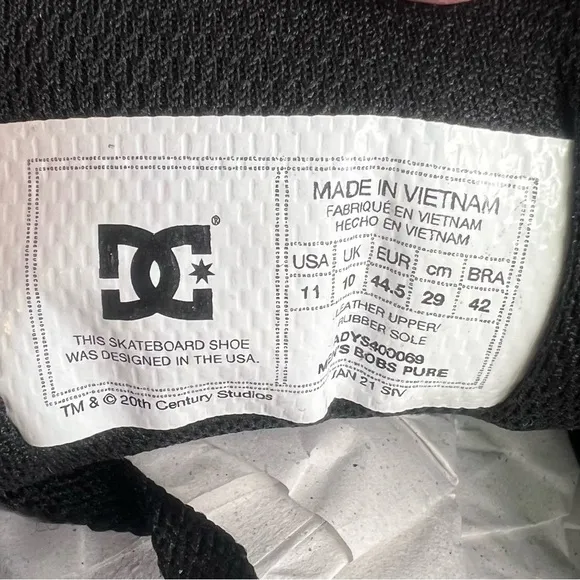 DC®
THIS SKATEBOARD SHOE
WAS DESIGNED IN THE USA.
TM & © 20th Century Studios
MADE IN VIETNAM
FABRIQUÉ EN VIETNAM
HECHO EN VIETNAM
USA UK EUR cm BRA
11 10 44.5 29 42
LEATHER UPPER/
RUBBER SOLE
ADYS400069
MEN'S BOBS PURE
JAN 21 SIV